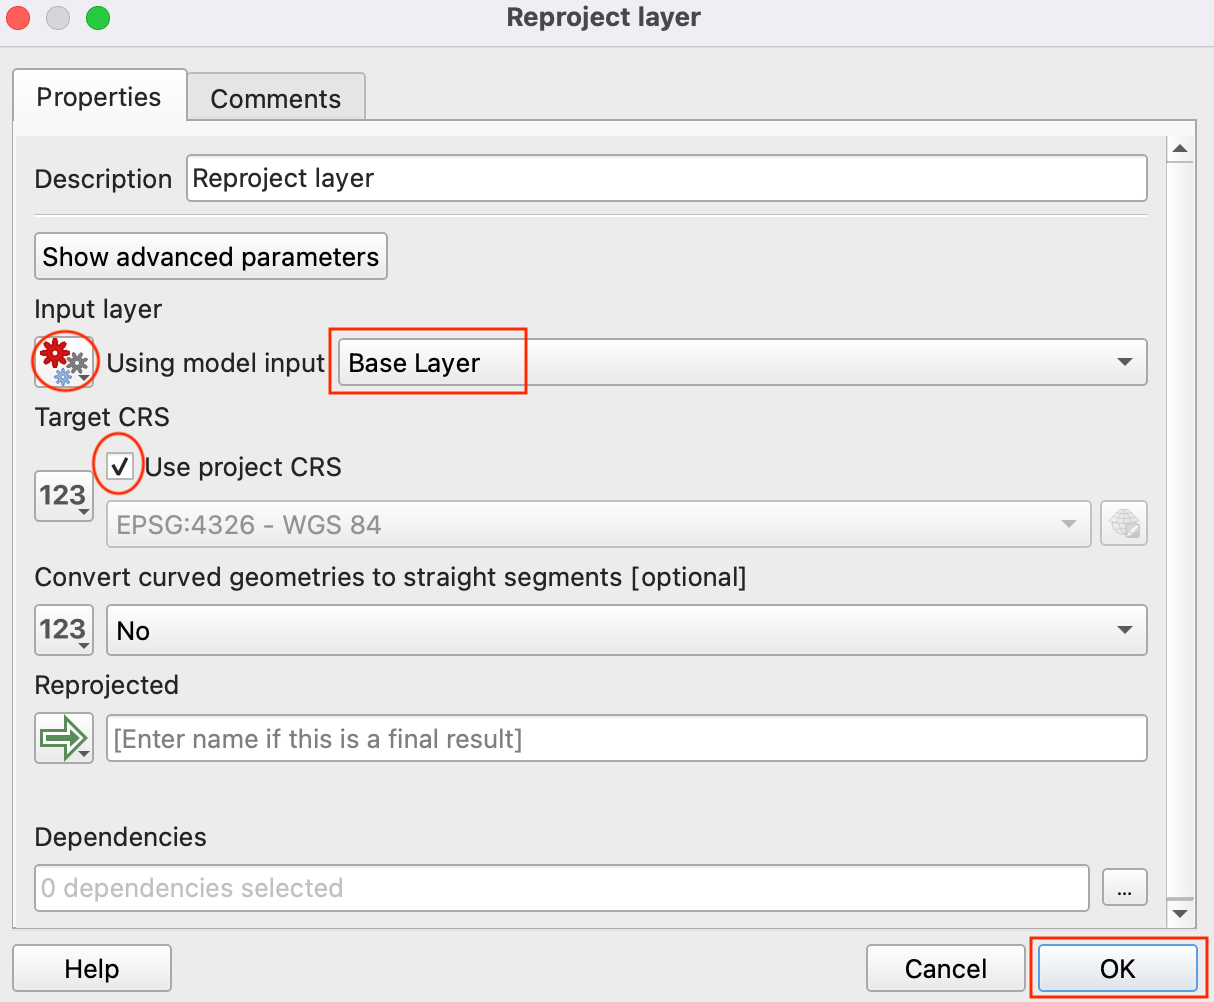 Reproject layer
Properties
Comments
Description
Reproject layer
Show advanced parameters
Input layer
Using model input
Base Layer
Target CRS
Use project CRS
123
EPSG:4326 - WGS 84
Convert curved geometries to straight segments [optional]
123
No
Reprojected
[Enter name if this is a final result]
Dependencies
0 dependencies selected
...
Help
Cancel
OK